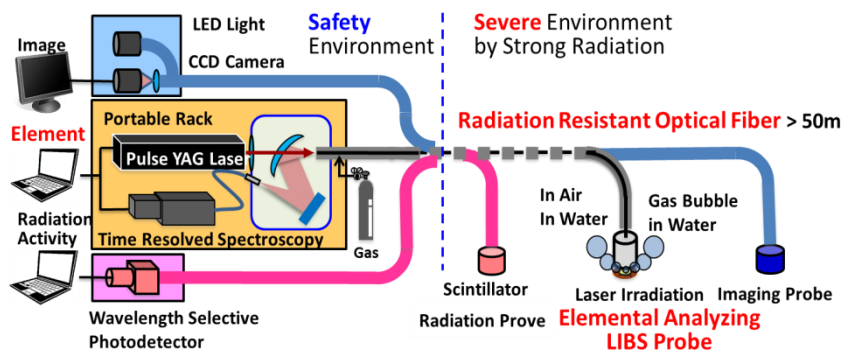 LED Light
Image
CCD Camera
Safety
Environment
Severe Environment
by Strong Radiation
Element
Portable Rack
Pulse YAG Lase
Radiation Resistant Optical Fiber > 50m
Radiation
Activity
Time Resolved Spectroscopy
Gas
In Air
In Water
Gas Bubble
in Water
Wavelength Selective
Photodetector
Scintillator
Radiation Prove
Laser Irradiation
Imaging Probe
Elemental Analyzing
LIBS Probe